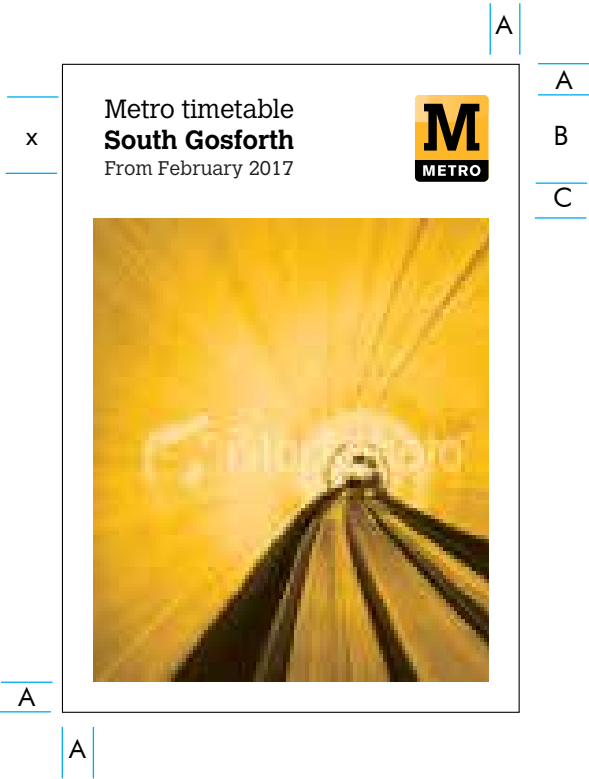 A
A
x
B
C
Metro timetable
South Gosforth
From February 2017
M
METRO
A
A